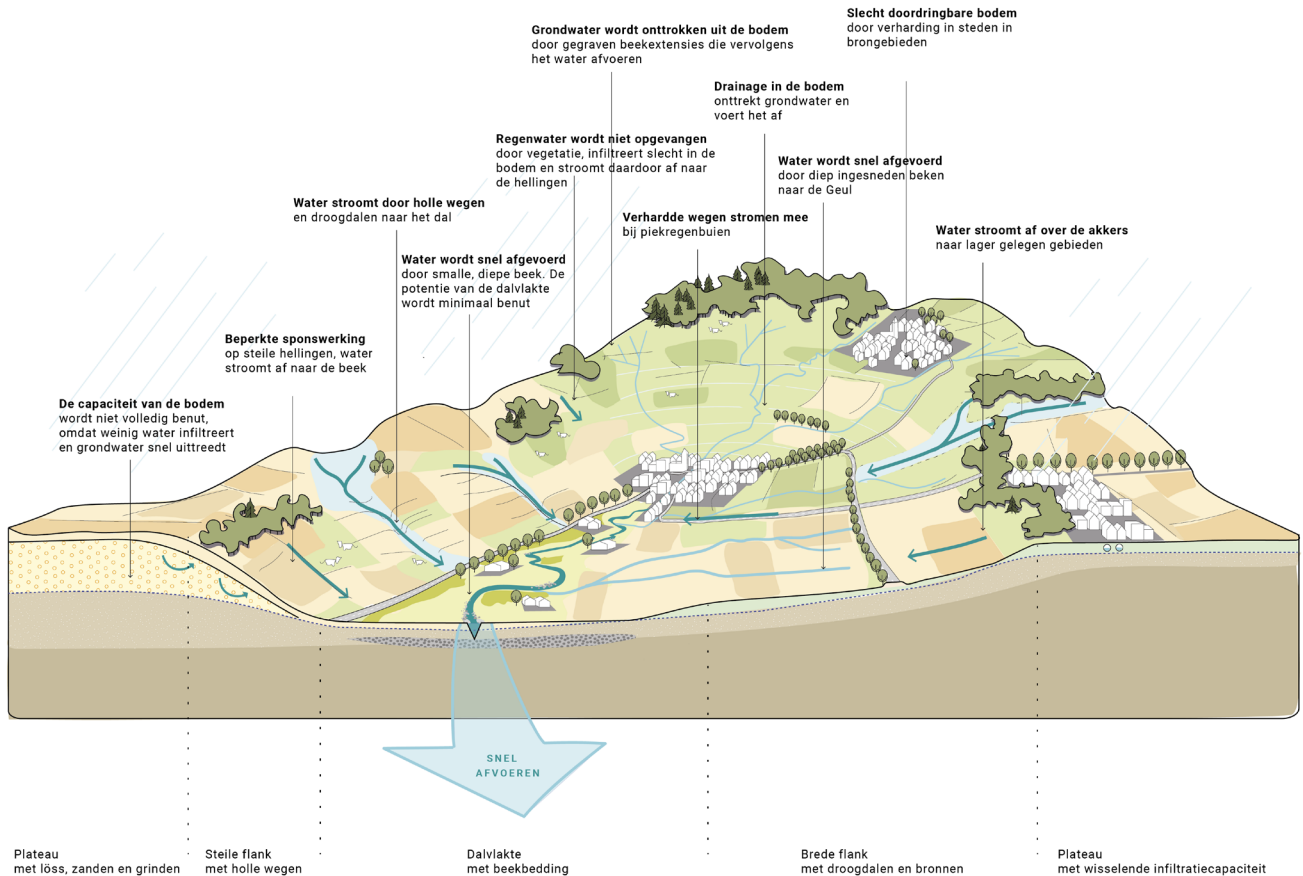 Slecht doordringbare bodem
door verharding in steden in
brongebieden
Grondwater wordt onttrokken uit de bodem
door gegraven beekextensies die vervolgens
het water afvoeren
Drainage in de bodem
onttrekt grondwater en
voert het af
Regenwater wordt niet opgevangen
door vegetatie, infiltreert slecht in de
bodem en stroomt daardoor af naar
de hellingen
Water wordt snel afgevoerd
door diep ingesneden beken
naar de Geul
Water stroomt door holle wegen
en droogdalen naar het dal
Verhardde wegen stromen mee
bij piekregenbuien
Water stroomt af over de akkers
naar lager gelegen gebieden
Water wordt snel afgevoerd
door smalle, diepe beek. De
potentie van de dalvlakte
wordt minimaal benut
Beperkte sponswerking
op steile hellingen, water
stroomt af naar de beek
De capaciteit van de bodem
wordt niet volledig benut,
omdat weinig water infiltreert
en grondwater snel uittreedt
SNEL
AFVOEREN
Plateau
met löss, zanden en grinden
Steile flank
met holle wegen
Dalvlakte
met beekbedding
Brede flank
met droogdalen en bronnen
Plateau
met wisselende infiltratiecapaciteit